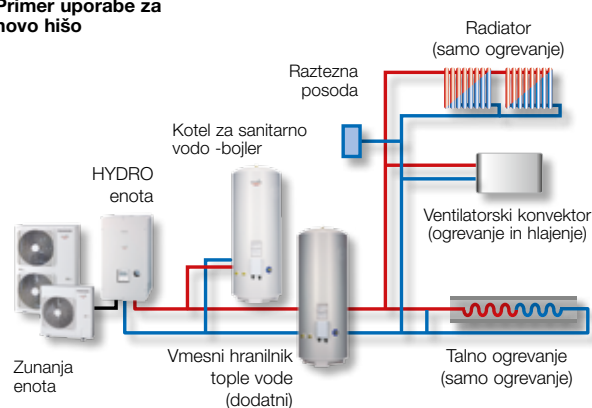 Primer uporabe za
novo hišo
Radiator
(samo ogrevanje)
Raztezna
posoda
Kotel za sanitarno
vodo -bojler
HYDRO
enota
Ventilatorski konvektor
(ogrevanje in hlajenje)
Zunanja
enota
Vmesni hranilnik
tople vode
(dodatni)
Talno ogrevanje
(samo ogrevanje)